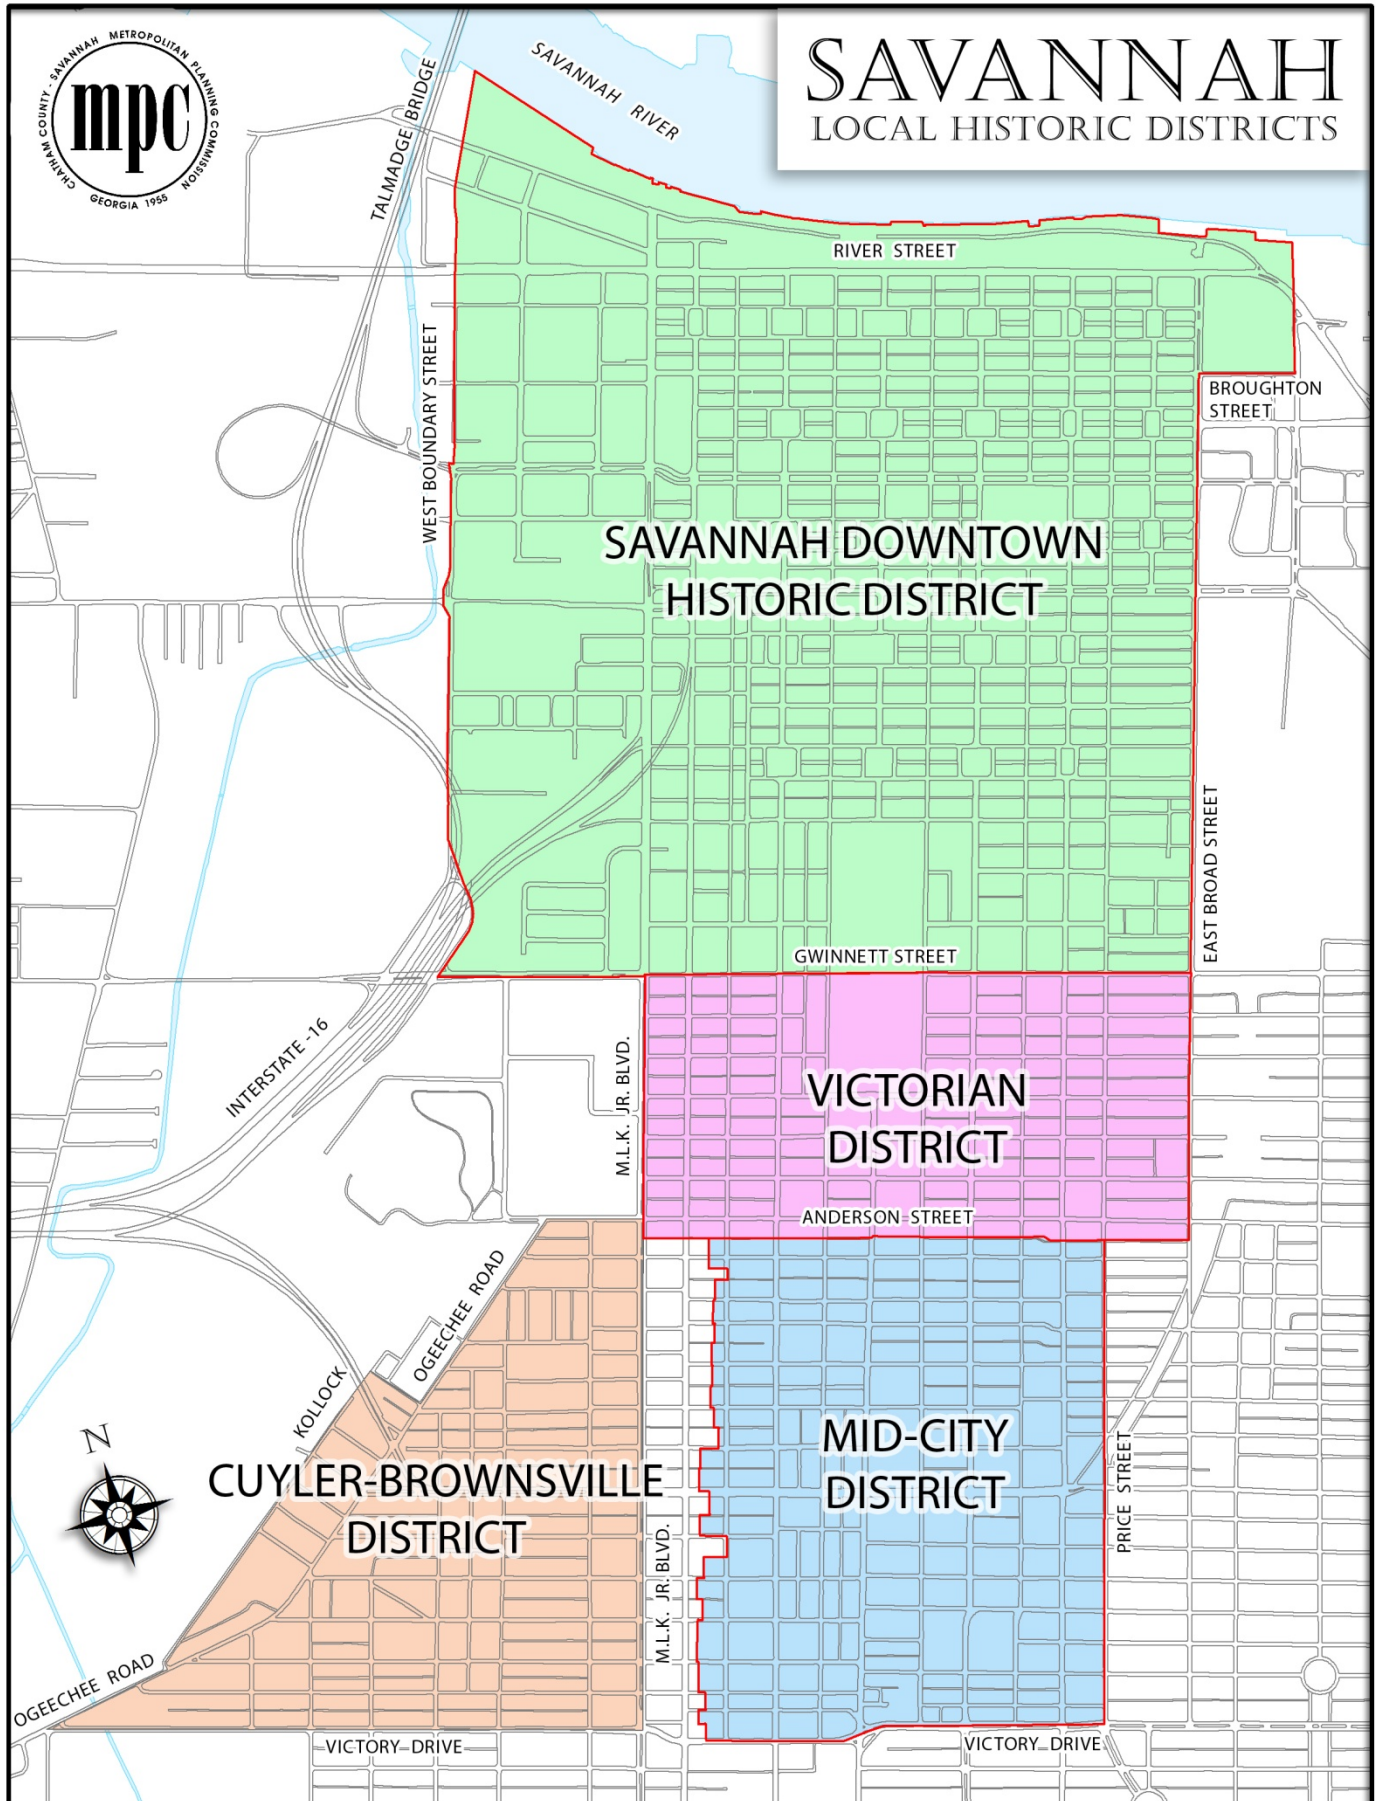 CHATHAM COUNTY - SAVANNAH METROPOLITAN PLANNING COMMISSION
mpc
GEORGIA 1955
SAVANNAH
LOCAL HISTORIC DISTRICTS
SAVANNAH RIVER
TALMADGE BRIDGE
RIVER STREET
WEST BOUNDARY STREET
BROUGHTON
STREET
SAVANNAH DOWNTOWN
HISTORIC DISTRICT
EAST BROAD STREET
GWINNETT STREET
INTERSTATE -16
M.L.K. JR. BLVD.
VICTORIAN
DISTRICT
ANDERSON STREET
OGEECHEE ROAD
KOLLOCK
N
CUYLER-BROWNSVILLE
DISTRICT
MID-CITY
DISTRICT
PRICE STREET
M.L.K. JR. BLVD.
OGEECHEE ROAD
VICTORY DRIVE
VICTORY DRIVE